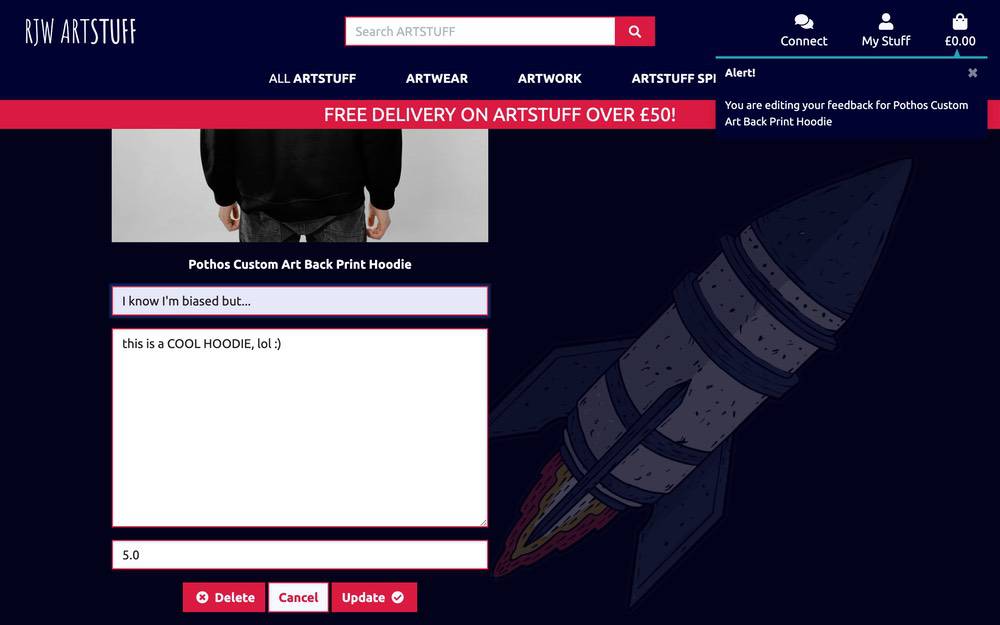 RJW ARTSTUFF
Search ARTSTUFF
Connect
My Stuff
£0.00
ALL ARTSTUFF
ARTWEAR
ARTWORK
ARTSTUFF SPE
Alert!
You are editing your feedback for Pothos Custom
Art Back Print Hoodie
FREE DELIVERY ON ARTSTUFF OVER £50!
Pothos Custom Art Back Print Hoodie
I know I'm biased but...
this is a COOL HOODIE, lol :)
5.0
Delete
Cancel
Update